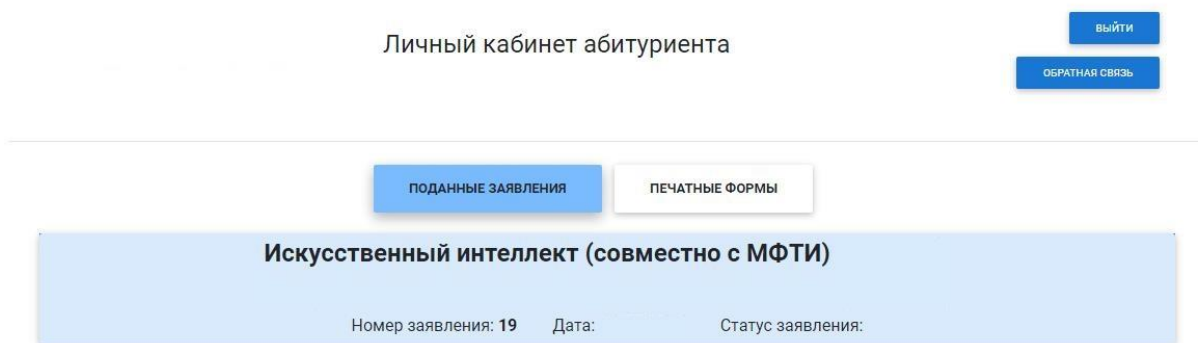 Личный кабинет абитуриента
ВЫЙТИ
ОБРАТНАЯ СВЯЗЬ
ПОДАННЫЕ ЗАЯВЛЕНИЯ
ПЕЧАТНЫЕ ФОРМЫ
Искусственный интеллект (совместно с МФТИ)
Номер заявления: 19 Дата: Статус заявления: